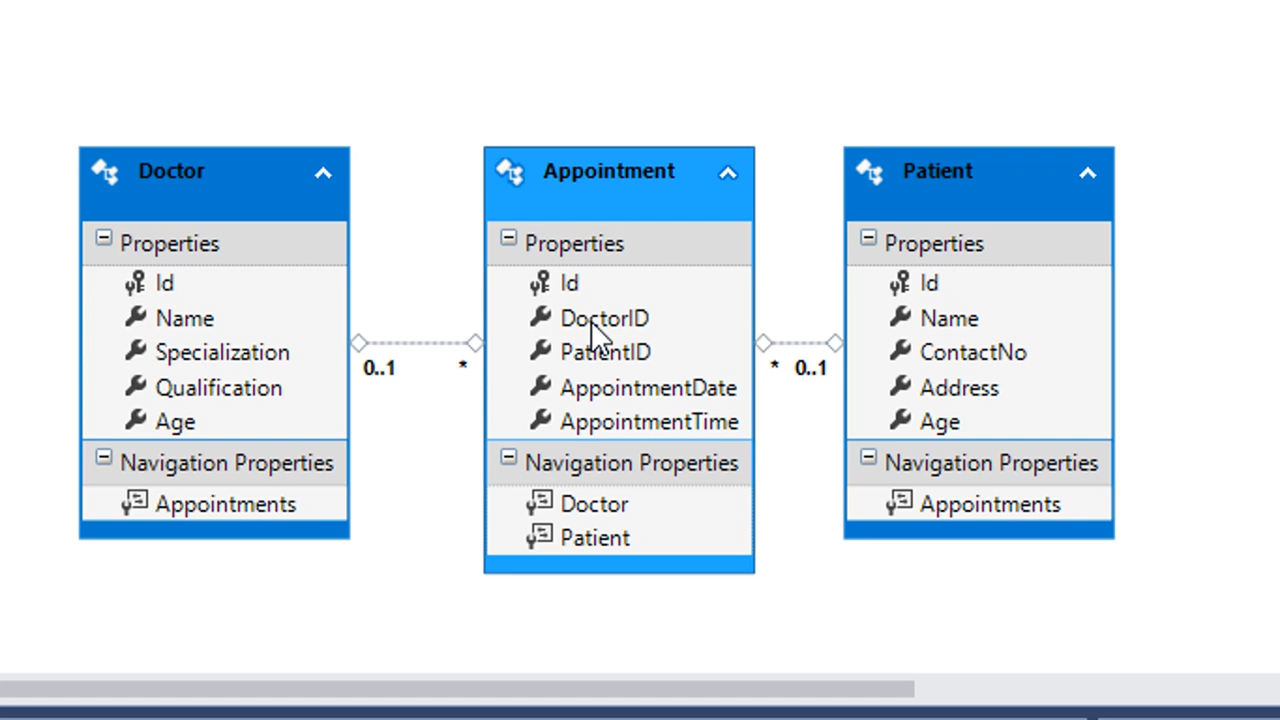 Doctor
Properties
Id
Name
Specialization
Qualification
Age
Navigation Properties
Appointments
0..1
*
Appointment
Properties
Id
DoctorID
PatientID
AppointmentDate
AppointmentTime
Navigation Properties
Doctor
Patient
*
0..1
Patient
Properties
Id
Name
ContactNo
Address
Age
Navigation Properties
Appointments